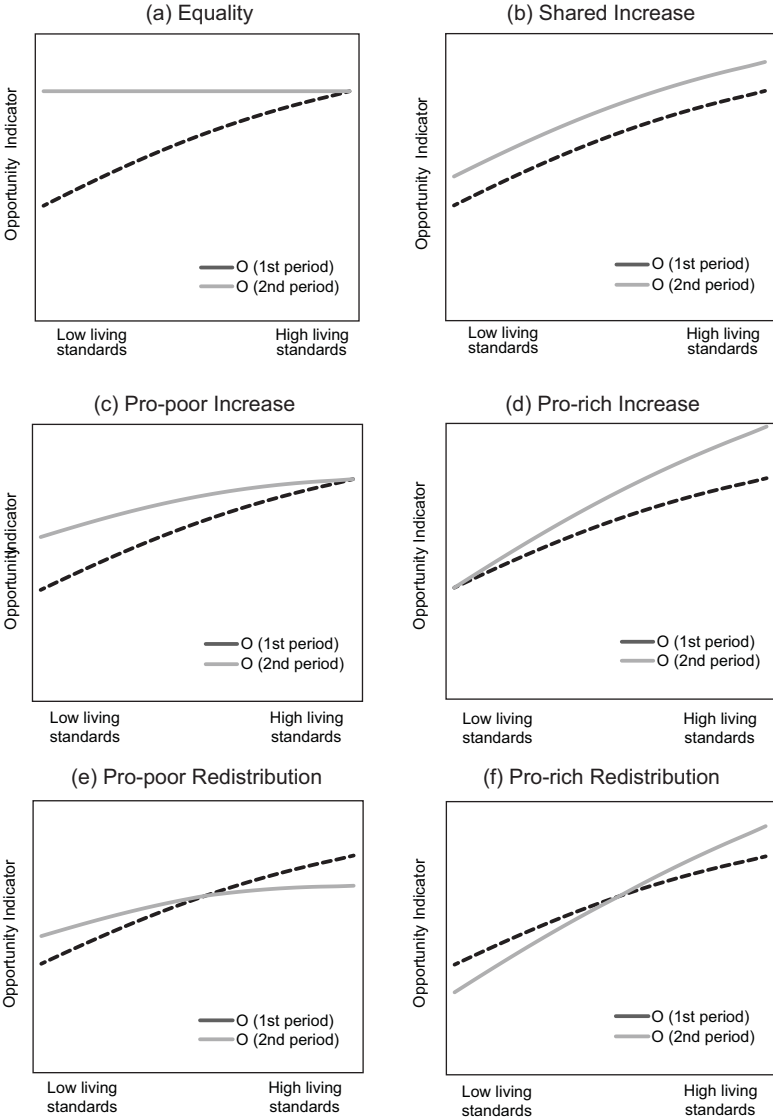 (a) Equality
Opportunity Indicator
O (1st period)
O (2nd period)
Low living
standards
High living
standards
(b) Shared Increase
Opportunity Indicator
O (1st period)
O (2nd period)
Low living
standards
High living
standards
(c) Pro-poor Increase
Opportunity Indicator
O (1st period)
O (2nd period)
Low living
standards
High living
standards
(d) Pro-rich Increase
Opportunity Indicator
O (1st period)
O (2nd period)
Low living
standards
High living
standards
(e) Pro-poor Redistribution
Opportunity Indicator
O (1st period)
O (2nd period)
Low living
standards
High living
standards
(f) Pro-rich Redistribution
Opportunity Indicator
O (1st period)
O (2nd period)
Low living
standards
High living
standards